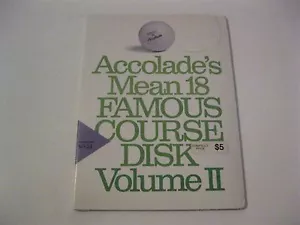 Accolade's
Mean 18
FAMOUS
COURSE
DISK
$5
Volume II